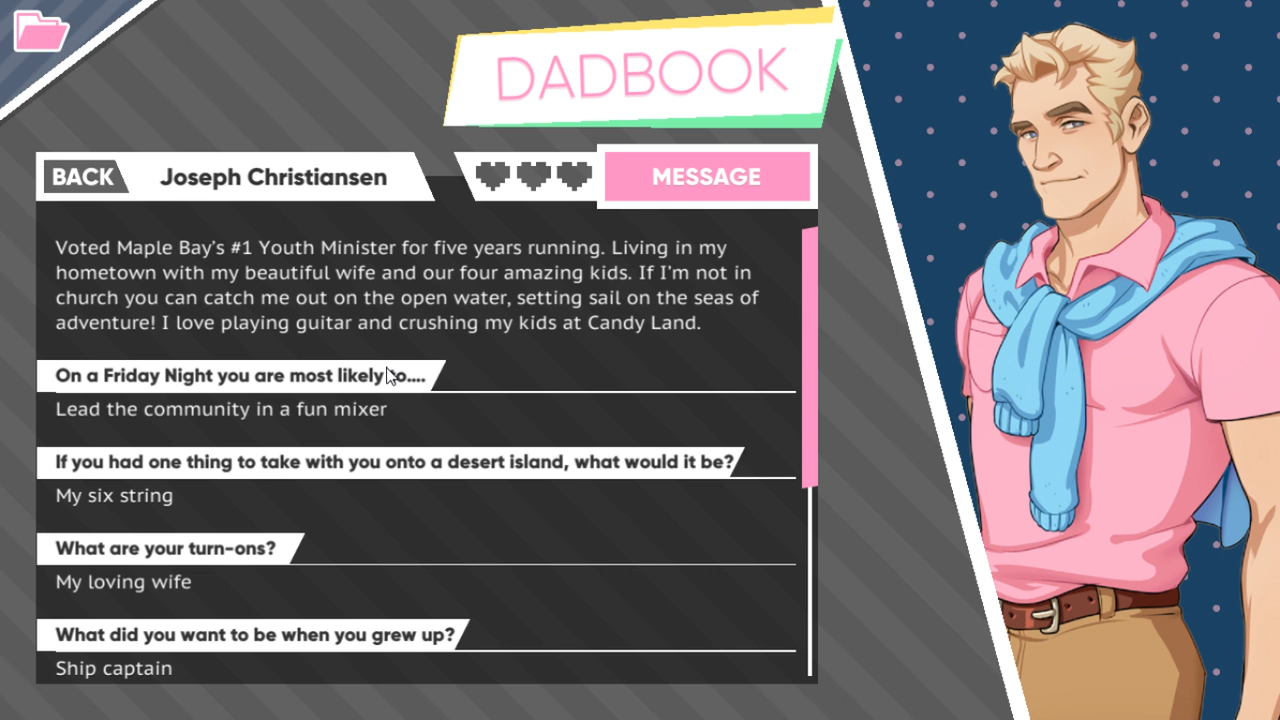 DADBOOK
BACK
Joseph Christiansen
MESSAGE
Voted Maple Bay's #1 Youth Minister for five years running. Living in my
hometown with my beautiful wife and our four amazing kids. If I'm not in
church you can catch me out on the open water, setting sail on the seas of
adventure! I love playing guitar and crushing my kids at Candy Land.
On a Friday Night you are most likely to....
Lead the community in a fun mixer
If you had one thing to take with you onto a desert island, what would it be?
My six string
What are your turn-ons?
My loving wife
What did you want to be when you grew up?
Ship captain